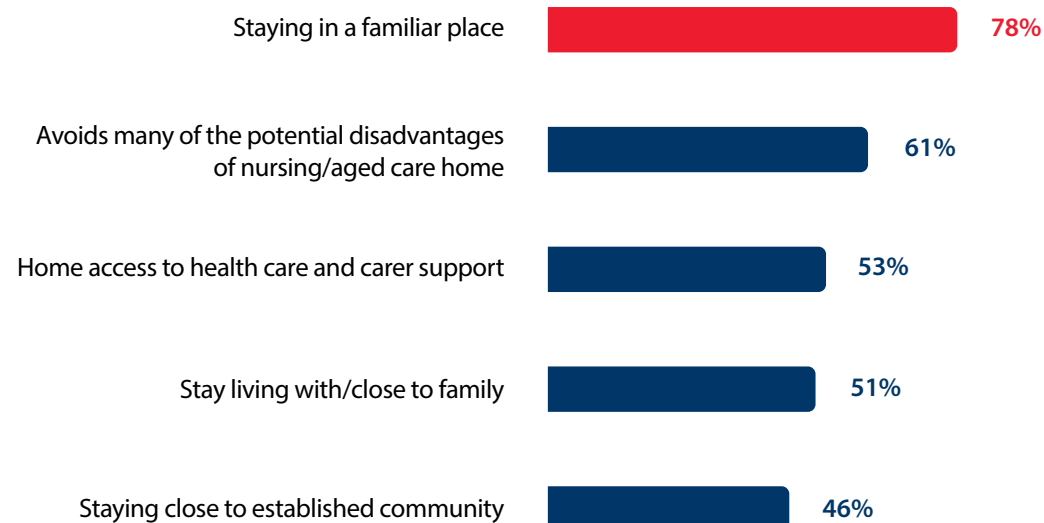 Staying in a familiar place 78%
Avoids many of the potential disadvantages
of nursing/aged care home 61%
Home access to health care and carer support 53%
Stay living with/close to family 51%
Staying close to established community 46%